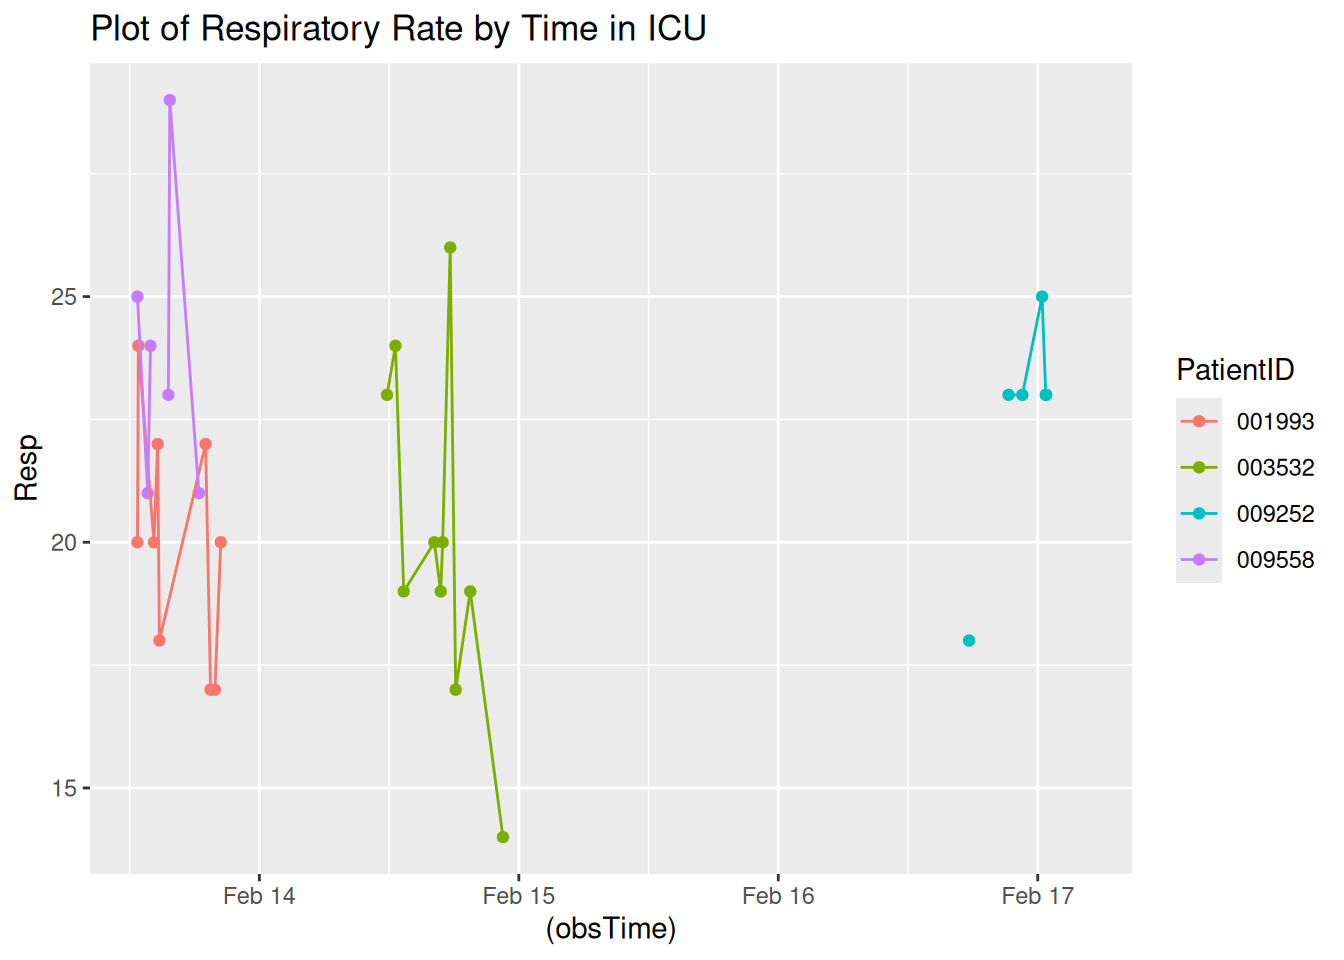 Plot of Respiratory Rate by Time in ICU
Resp
25
20
15
Feb 14
Feb 15
Feb 16
Feb 17
(obsTime)
PatientID
001993
003532
009252
009558